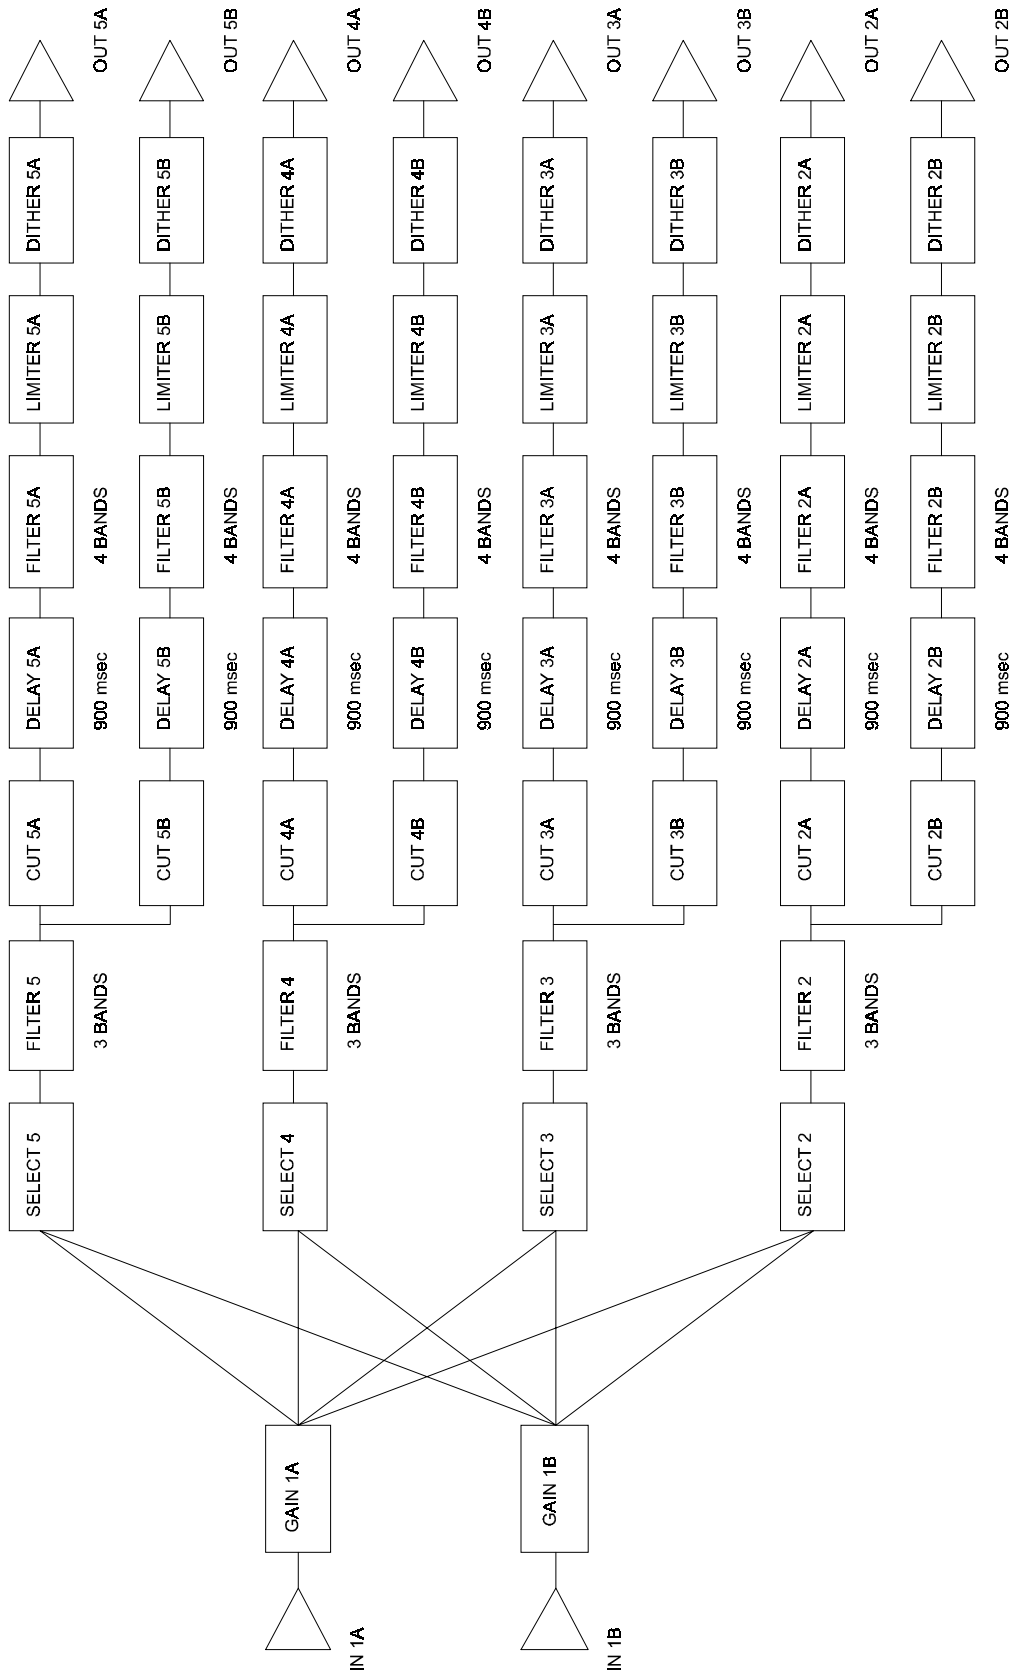 OUT 5A
OUT 5B
OUT 4A
OUT 4B
OUT 3A
OUT 3B
OUT 2A
OUT 2B
DITHER 5A
DITHER 5B
DITHER 4A
DITHER 4B
DITHER 3A
DITHER 3B
DITHER 2A
DITHER 2B
LIMITER 5A
LIMITER 5B
LIMITER 4A
LIMITER 4B
LIMITER 3A
LIMITER 3B
LIMITER 2A
LIMITER 2B
FILTER 5A
4 BANDS
FILTER 5B
4 BANDS
FILTER 4A
4 BANDS
FILTER 4B
4 BANDS
FILTER 3A
4 BANDS
FILTER 3B
4 BANDS
FILTER 2A
4 BANDS
FILTER 2B
4 BANDS
DELAY 5A
900 msec
DELAY 5B
900 msec
DELAY 4A
900 msec
DELAY 4B
900 msec
DELAY 3A
900 msec
DELAY 3B
900 msec
DELAY 2A
900 msec
DELAY 2B
900 msec
CUT 5A
CUT 5B
CUT 4A
CUT 4B
CUT 3A
CUT 3B
CUT 2A
CUT 2B
FILTER 5
3 BANDS
FILTER 4
3 BANDS
FILTER 3
3 BANDS
FILTER 2
3 BANDS
SELECT 5
SELECT 4
SELECT 3
SELECT 2
GAIN 1A
GAIN 1B
IN 1A
IN 1B